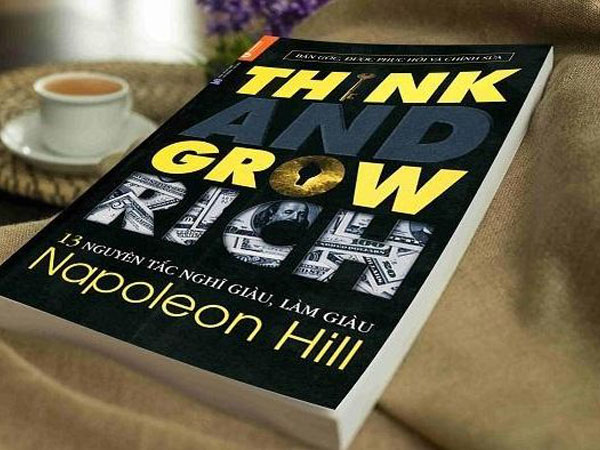 BẢN GỐC, ĐƯỢC PHỤC HỒI VÀ CHỈNH SỬA
THINK
AND
GROW
RICH
13 NGUYÊN TẮC NGHĨ GIÀU, LÀM GIÀU
Napoleon Hill